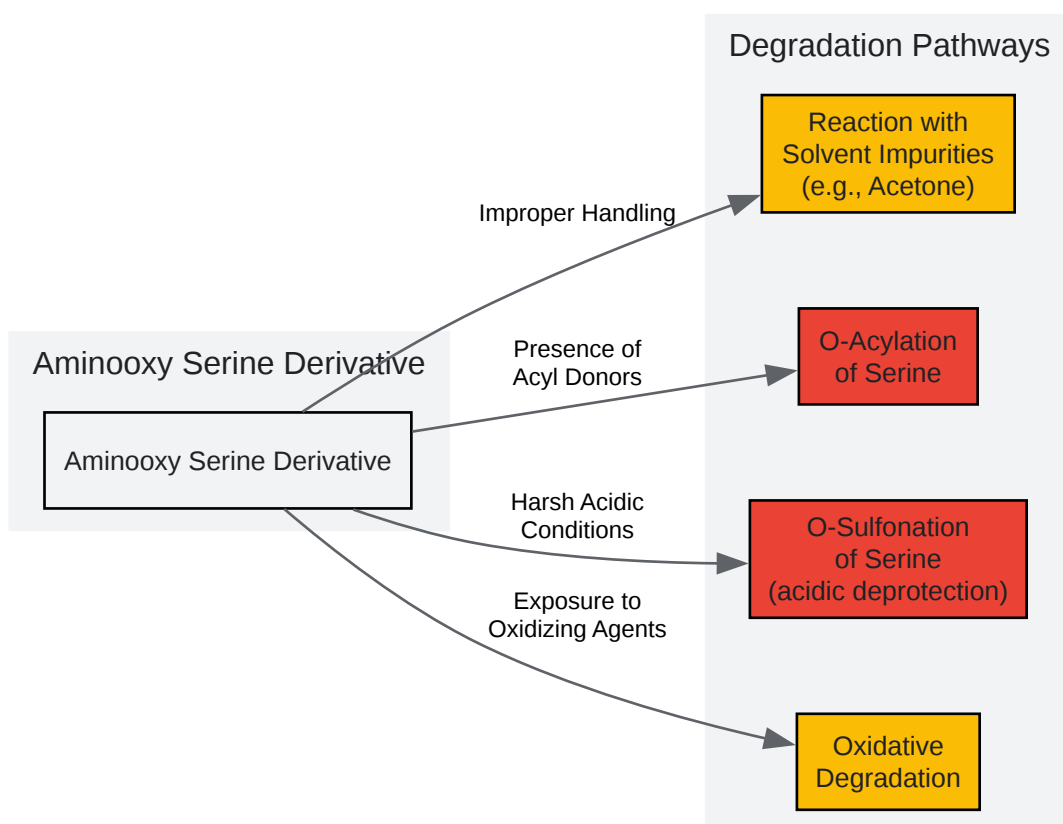 Degradation Pathways
Reaction with
Solvent Impurities
(e.g., Acetone)
Improper Handling
O-Acylation
of Serine
Presence of
Acyl Donors
Aminooxy Serine Derivative
Aminooxy Serine Derivative
Harsh Acidic
Conditions
O-Sulfonation
of Serine
(acidic deprotection)
Exposure to
Oxidizing Agents
Oxidative
Degradation